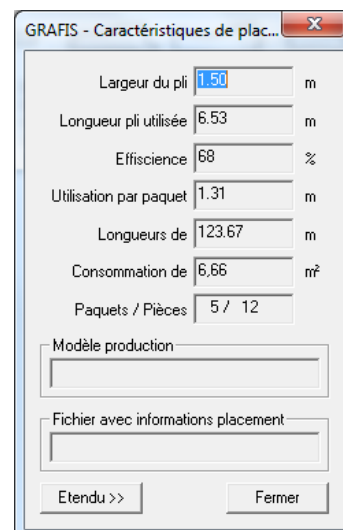 GRAFIS - Caractéristiques de plac...
Largeur du pli 1.50 m
Longueur pli utilisée 6.53 m
Effiscience 68 %
Utilisation par paquet 1.31 m
Longueurs de 123.67 m
Consommation de 6,66 m²
Paquets / Pièces 5 / 12
Modèle production
Fichier avec informations placement
Etendu >> Fermer